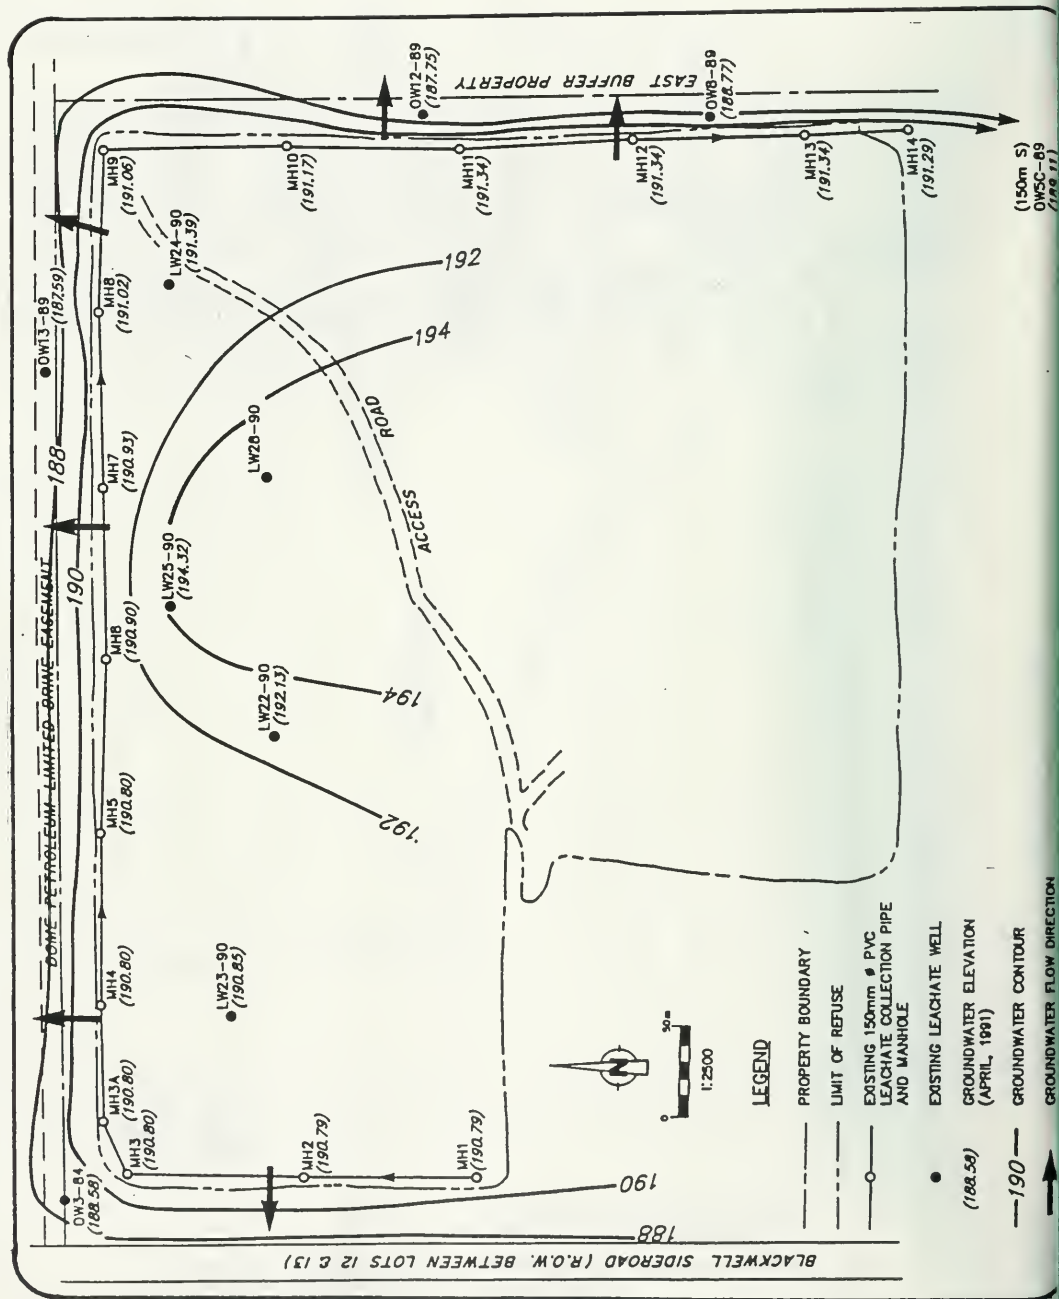 DOME PETROLEUM LIMITED BRINE EASEMENT
EAST BUFFER PROPERTY
BLACKWELL SIDEROAD (R.O.W. BETWEEN LOTS 12 & 13)
OW3-84
(188.58)
OW13-89
(187.59)
OW12-89
(187.75)
OW8-89
(188.77)
(150m S)
OW5C-89
MH3A
(190.80)
MH4
(190.80)
MH5
(190.80)
MH8
(190.90)
MH7
(190.93)
MH8
(191.02)
MH9
(191.06)
MH10
(191.17)
MH11
(191.34)
MH12
(191.34)
MH13
(191.34)
MH14
(191.29)
MH3
(190.80)
MH2
(190.79)
MH1
(190.79)
LW23-90
(190.85)
LW22-90
(192.13)
LW25-90
(194.32)
LW28-90
LW24-90
(191.39)
188
190
192
194
194
192
190
188
ACCESS ROAD
N
0 50m
1:2500
LEGEND
PROPERTY BOUNDARY
LIMIT OF REFUSE
EXISTING 150mm ø PVC
LEACHATE COLLECTION PIPE
AND MANHOLE
EXISTING LEACHATE WELL
(188.58) GROUNDWATER ELEVATION
(APRIL, 1991)
190 GROUNDWATER CONTOUR
GROUNDWATER FLOW DIRECTION